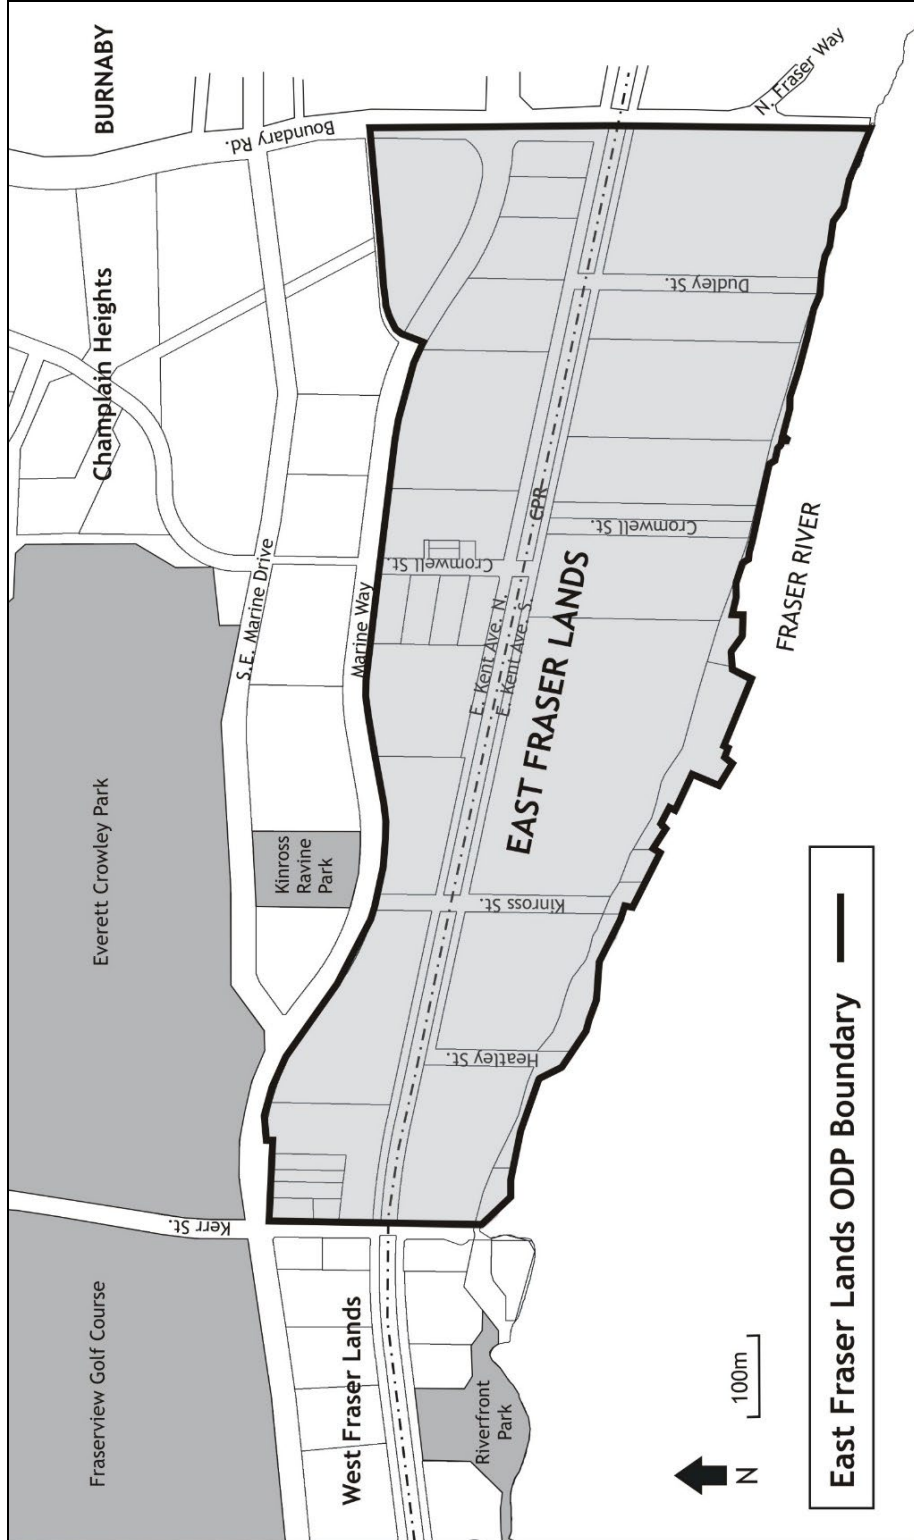 BURNABY
Boundary Rd.
N. Fraser Way
Champlain Heights
Dudley St.
S.E. Marine Drive
Marine Way
Cromwell St.
CPR
Cromwell St.
E. Kent Ave. N.
E. Kent Ave. S.
EAST FRASER LANDS
FRASER RIVER
Everett Crowley Park
Kinross
Ravine
Park
Kinross St.
Heatley St.
Kerr St.
Fraserview Golf Course
West Fraser Lands
Riverfront
Park
100m
N
East Fraser Lands ODP Boundary